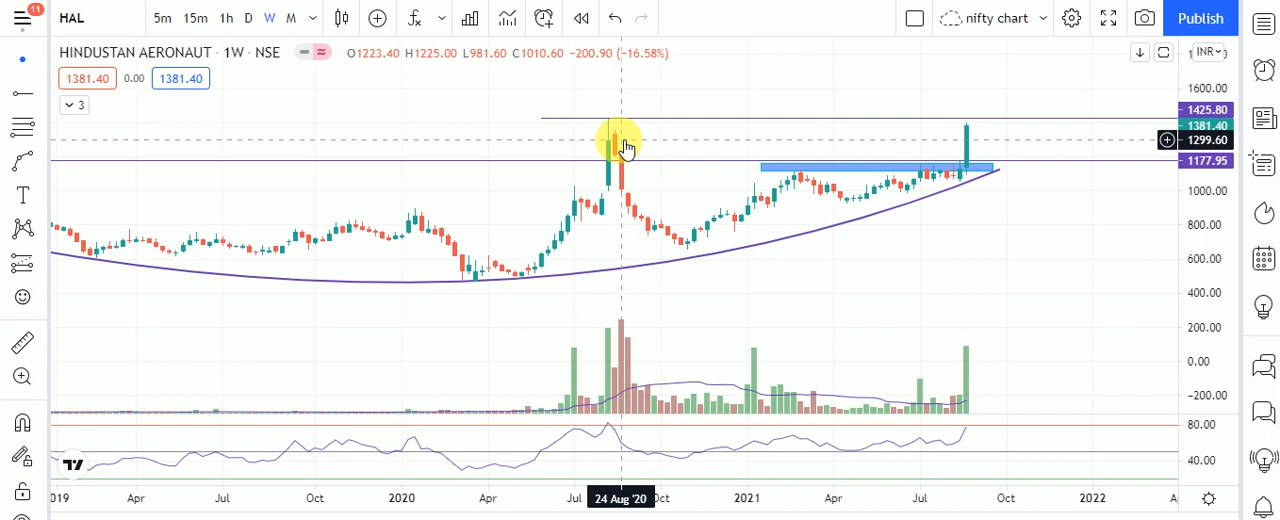 11
HAL
5m 15m 1h D W M
nifty chart
Publish
HINDUSTAN AERONAUT · 1W · NSE
O1223.40 H1225.00 L981.60 C1010.60 −200.90 (−16.58%)
INR
1381.40 0.00 1381.40
3
1600.00
1425.80
1381.40
1299.60
1177.95
1000.00
800.00
600.00
400.00
200.00
0.00
−200.00
80.00
40.00
2019 Apr Jul Oct 2020 Apr Jul 24 Aug '20 Oct 2021 Apr Jul Oct 2022